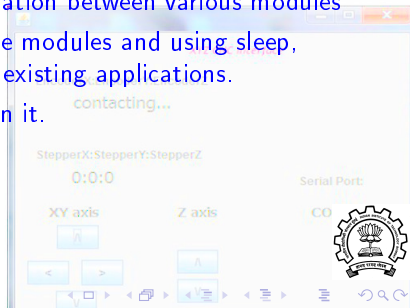 ation between various modules
e modules and using sleep,
existing applications.
n it.
contacting...
StepperX:StepperY:StepperZ
0:0:0
Serial Port:
XY axis
Z axis
CO
^
< >
^